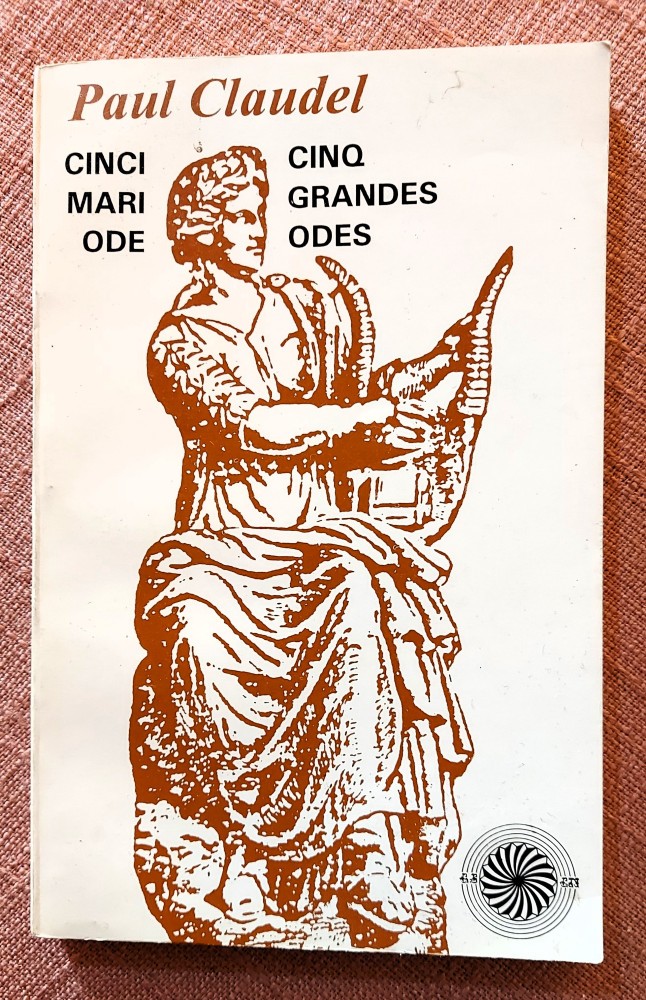 Paul Claudel
CINCI
MARI
ODE
CINQ
GRANDES
ODES